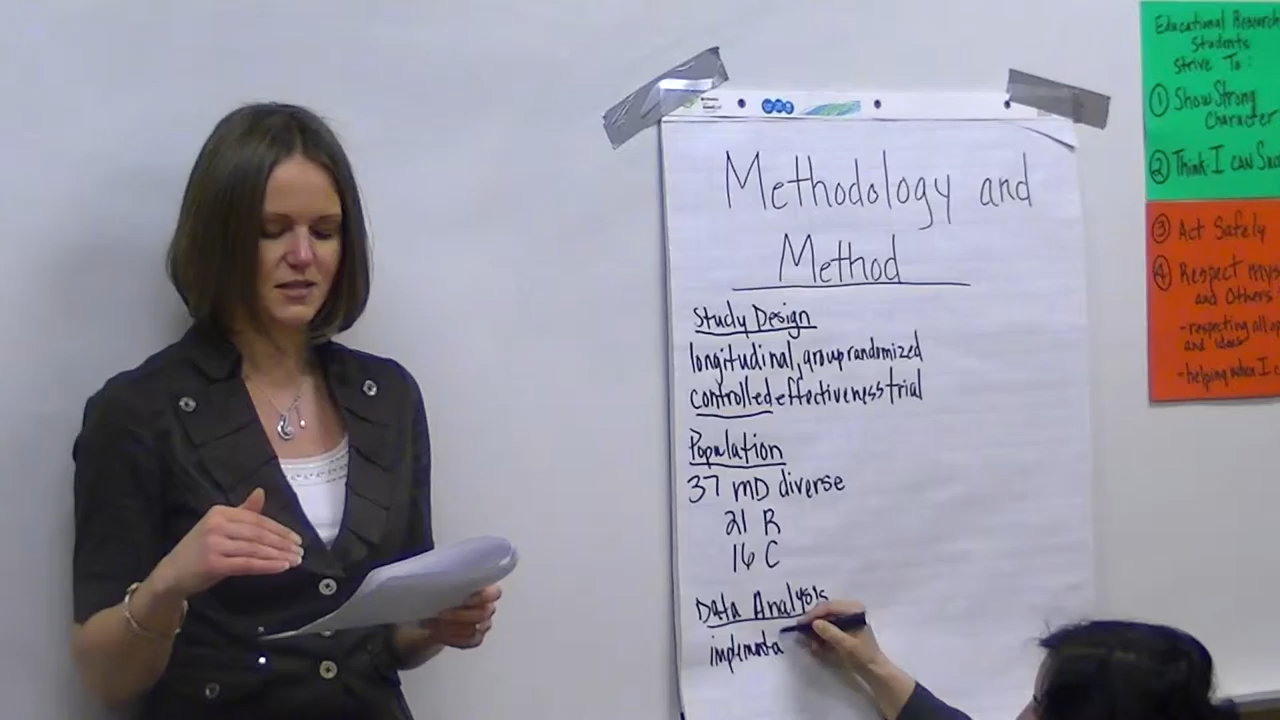 Methodology and
Method
Study Design
longitudinal, group randomized
controlled effectiveness trial
Population
37 MD diverse
21 R
16 C
Data Analysis
implementa
Educational Research
Students
Strive To:
① Show Strong
Character
② Think: I CAN
③ Act Safely
④ Respect
and Others
-respecting all
and ideas
-helping when I